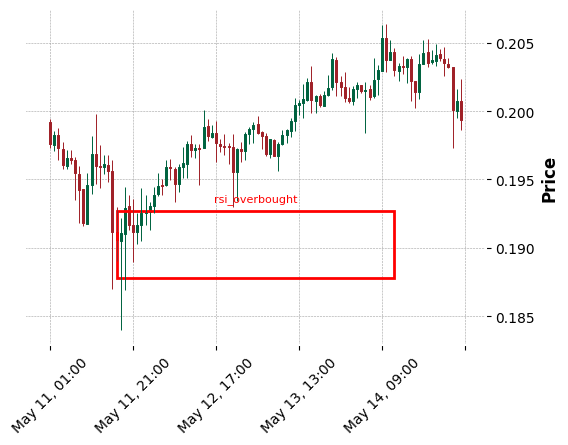 0.205
0.200
0.195
0.190
0.185
Price
rsi_overbought
May 11, 01:00
May 11, 21:00
May 12, 17:00
May 13, 13:00
May 14, 09:00